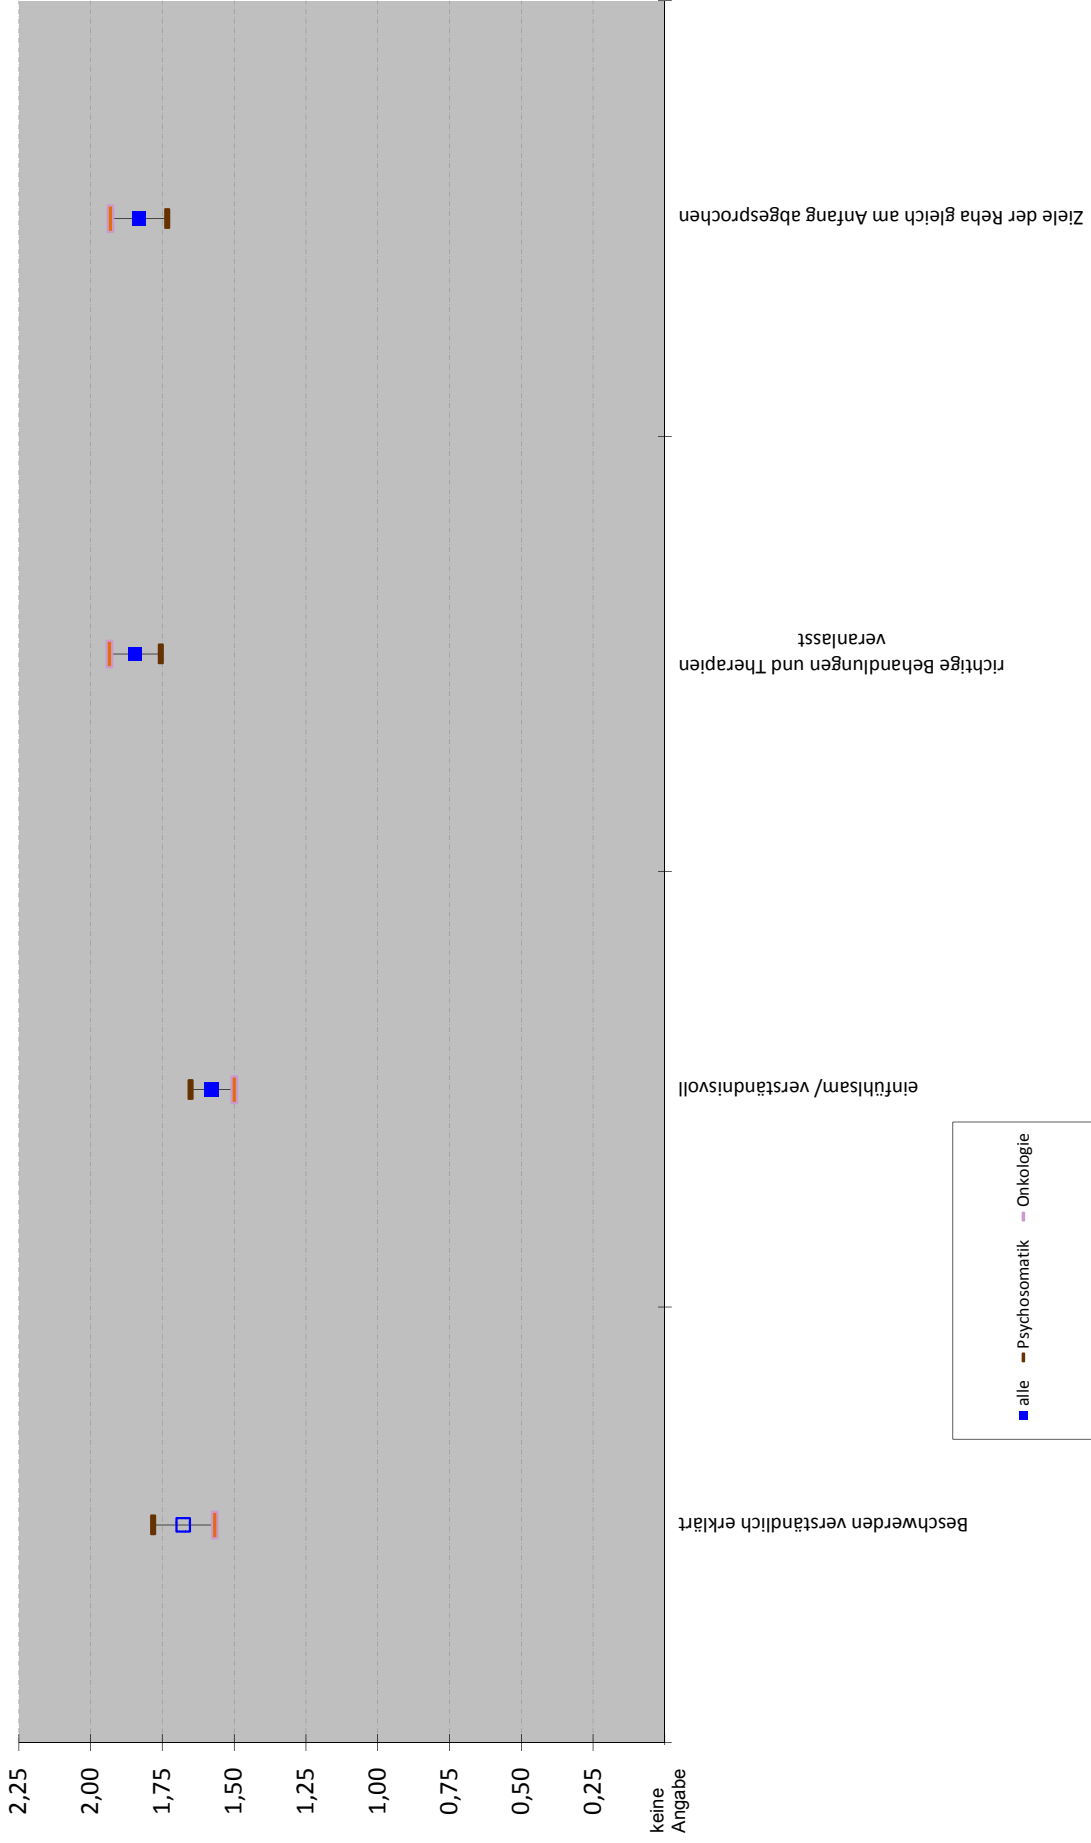 2,25
2,00
1,75
1,50
1,25
1,00
0,75
0,50
0,25
keine
Angabe
Beschwerden verständlich erklärt
einfühlsam/ verständnisvoll
richtige Behandlungen und Therapien
veranlasst
Ziele der Reha gleich am Anfang abgesprochen
alle
Psychosomatik
Onkologie